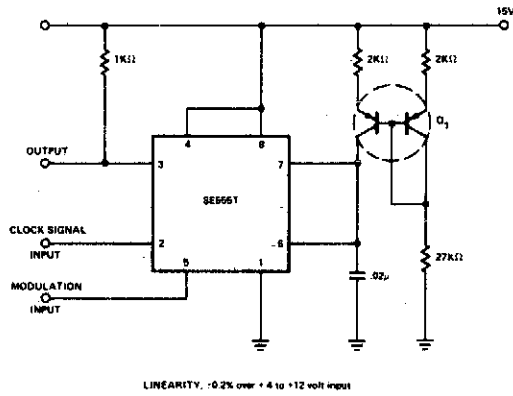 15V
1KΩ
2KΩ
2KΩ
4
8
Q1
OUTPUT
3
7
SE555T
CLOCK SIGNAL
INPUT
2
6
MODULATION
INPUT
5
1
.02μ
27KΩ
LINEARITY, 0.2% over + 4 to +12 volt input